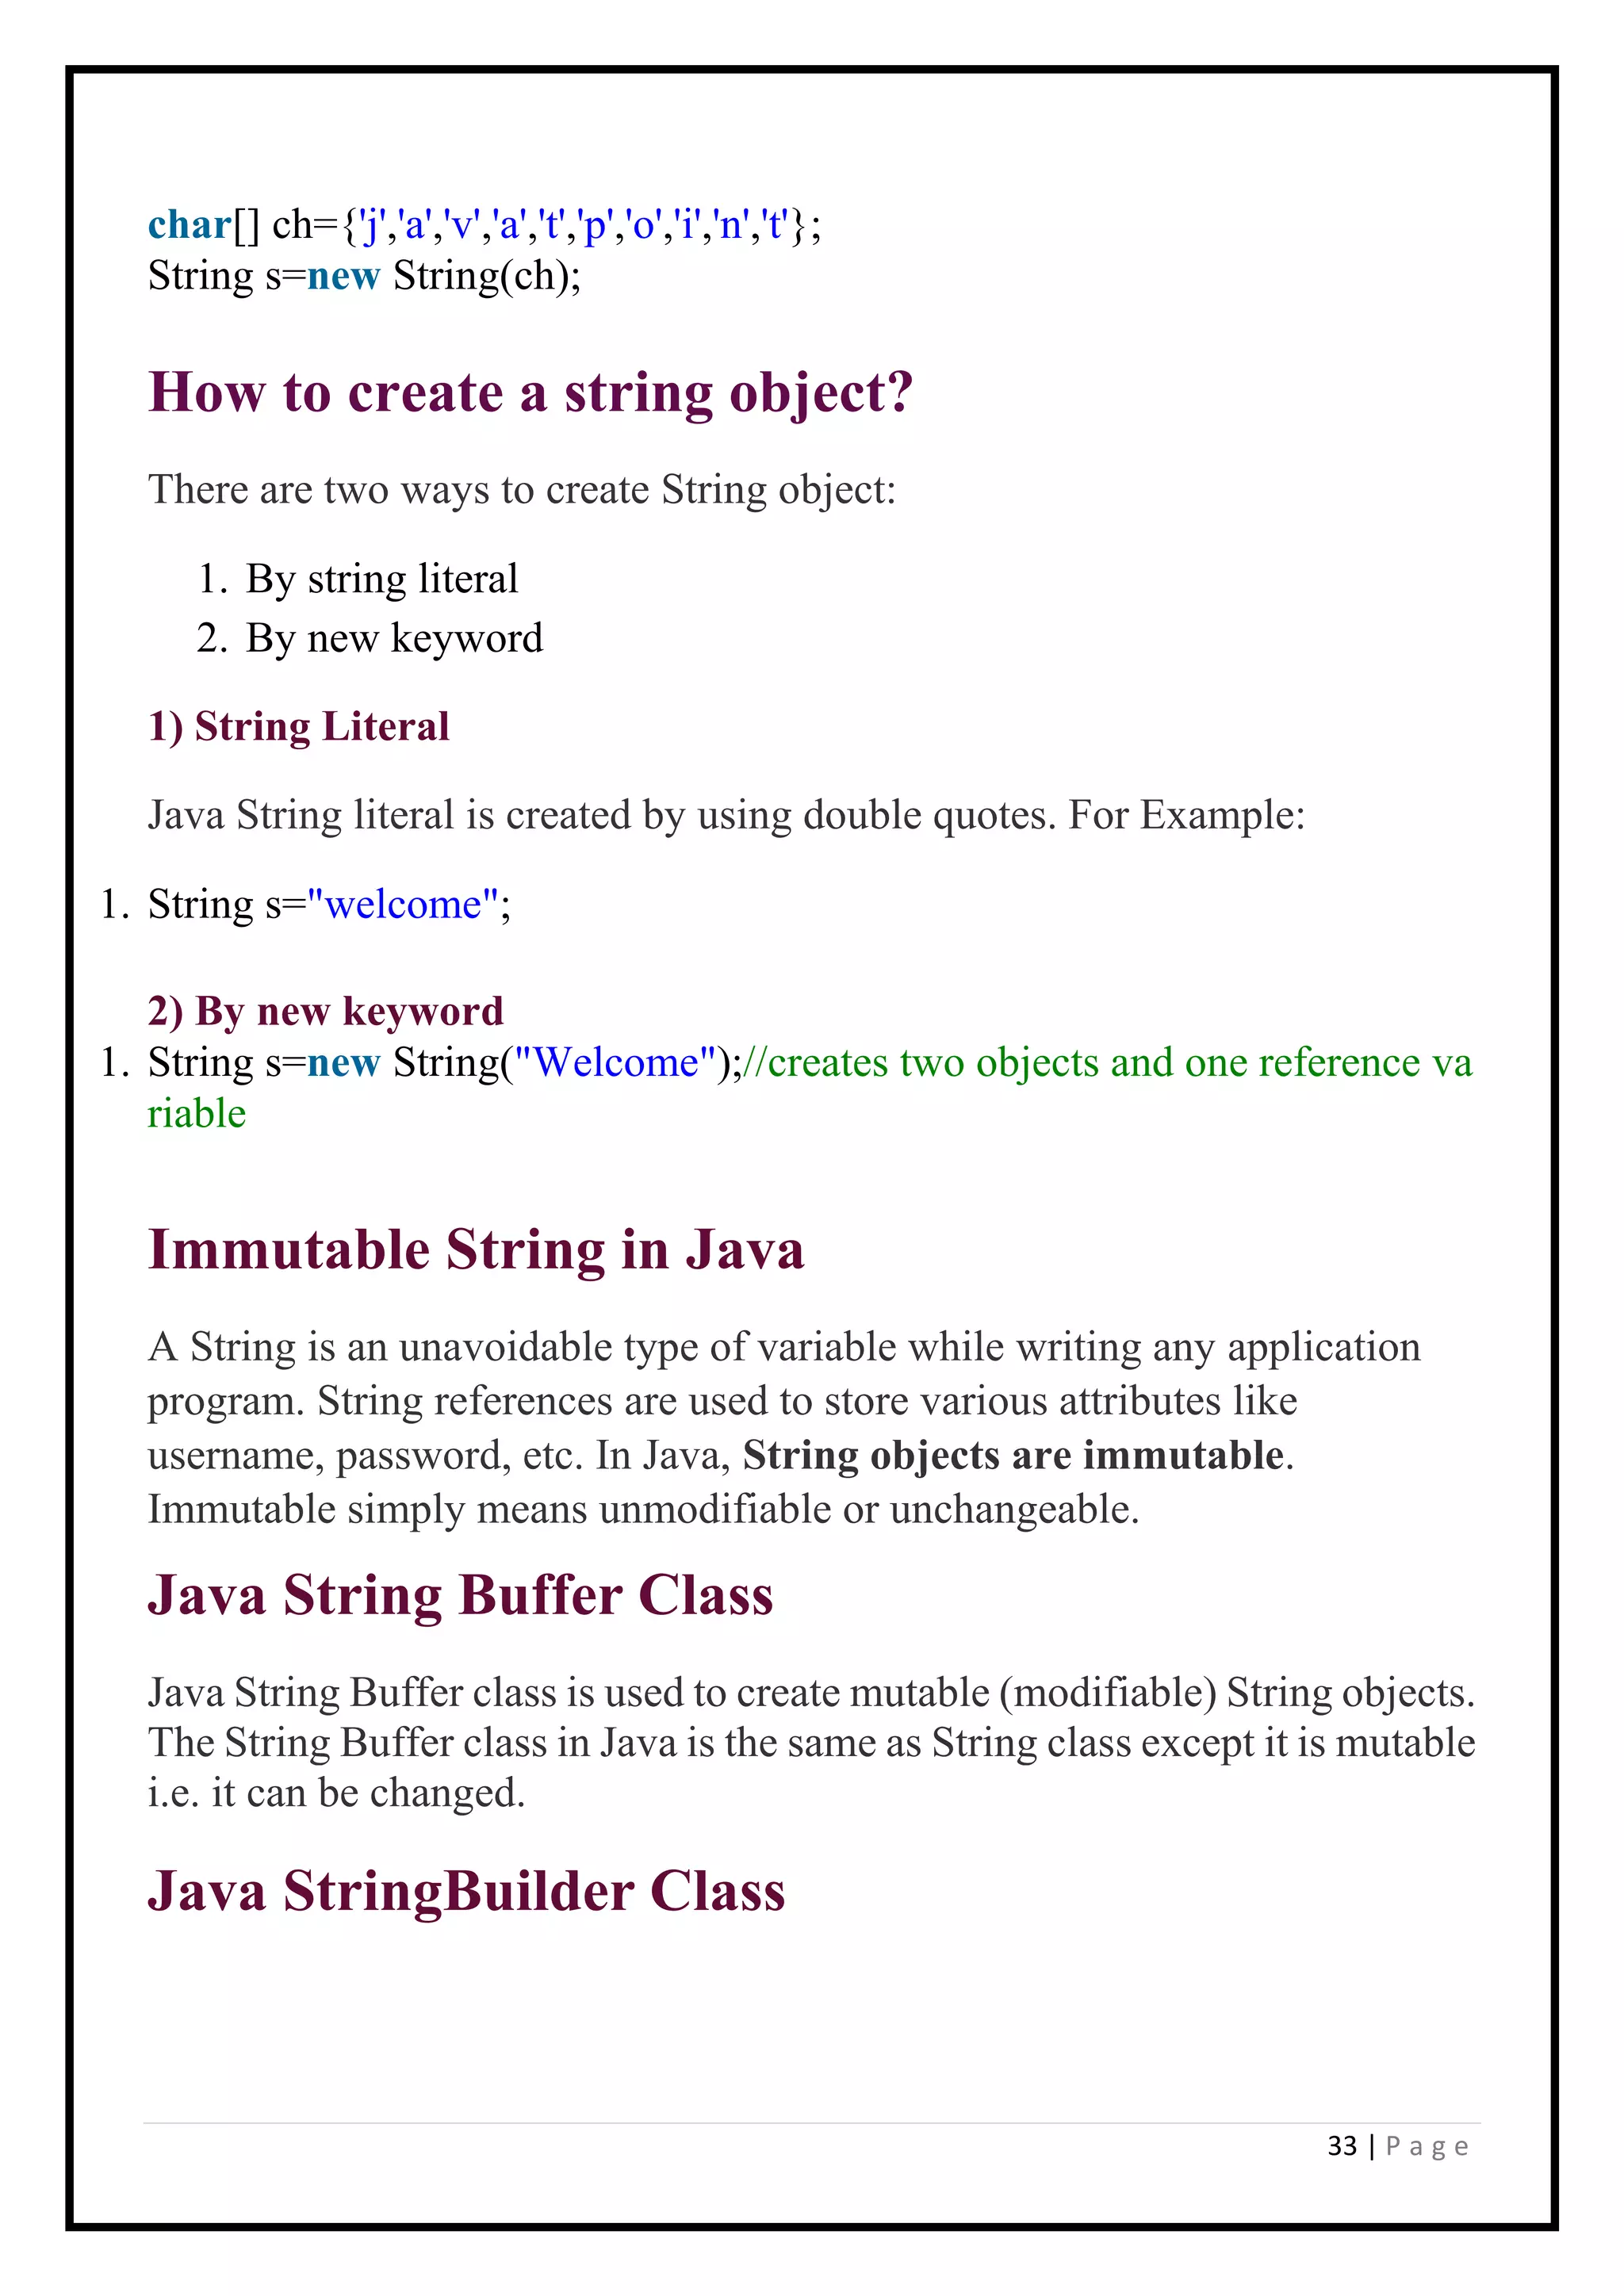 char[] ch={'j','a','v','a','t','p','o','i','n','t'};
String s=new String(ch);
How to create a string object?
There are two ways to create String object:
1. By string literal
2. By new keyword
1) String Literal
Java String literal is created by using double quotes. For Example:
1. String s="welcome";
2) By new keyword
1. String s=new String("Welcome");//creates two objects and one reference va
riable
Immutable String in Java
A String is an unavoidable type of variable while writing any application
program. String references are used to store various attributes like
username, password, etc. In Java, String objects are immutable.
Immutable simply means unmodifiable or unchangeable.
Java String Buffer Class
Java String Buffer class is used to create mutable (modifiable) String objects.
The String Buffer class in Java is the same as String class except it is mutable
i.e. it can be changed.
Java StringBuilder Class
33 | P a g e